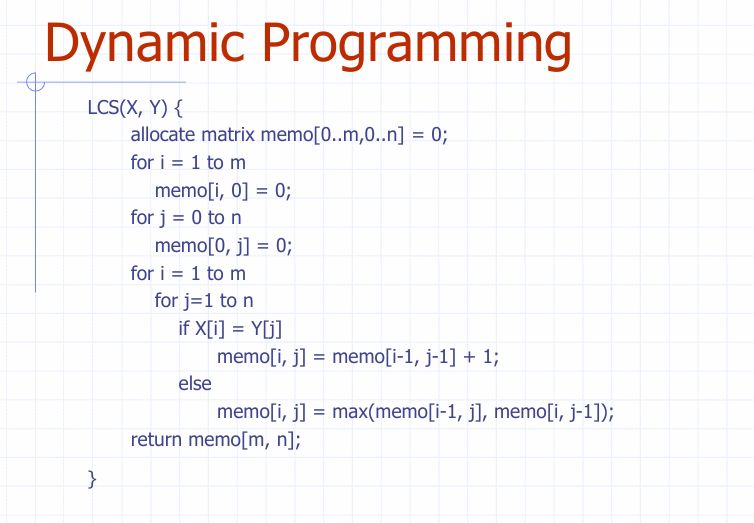 Dynamic Programming
LCS(X, Y) {
allocate matrix memo[0..m,0..n] = 0;
for i = 1 to m
memo[i, 0] = 0;
for j = 0 to n
memo[0, j] = 0;
for i = 1 to m
for j=1 to n
if X[i] = Y[j]
memo[i, j] = memo[i-1, j-1] + 1;
else
memo[i, j] = max(memo[i-1, j], memo[i, j-1]);
return memo[m, n];
}